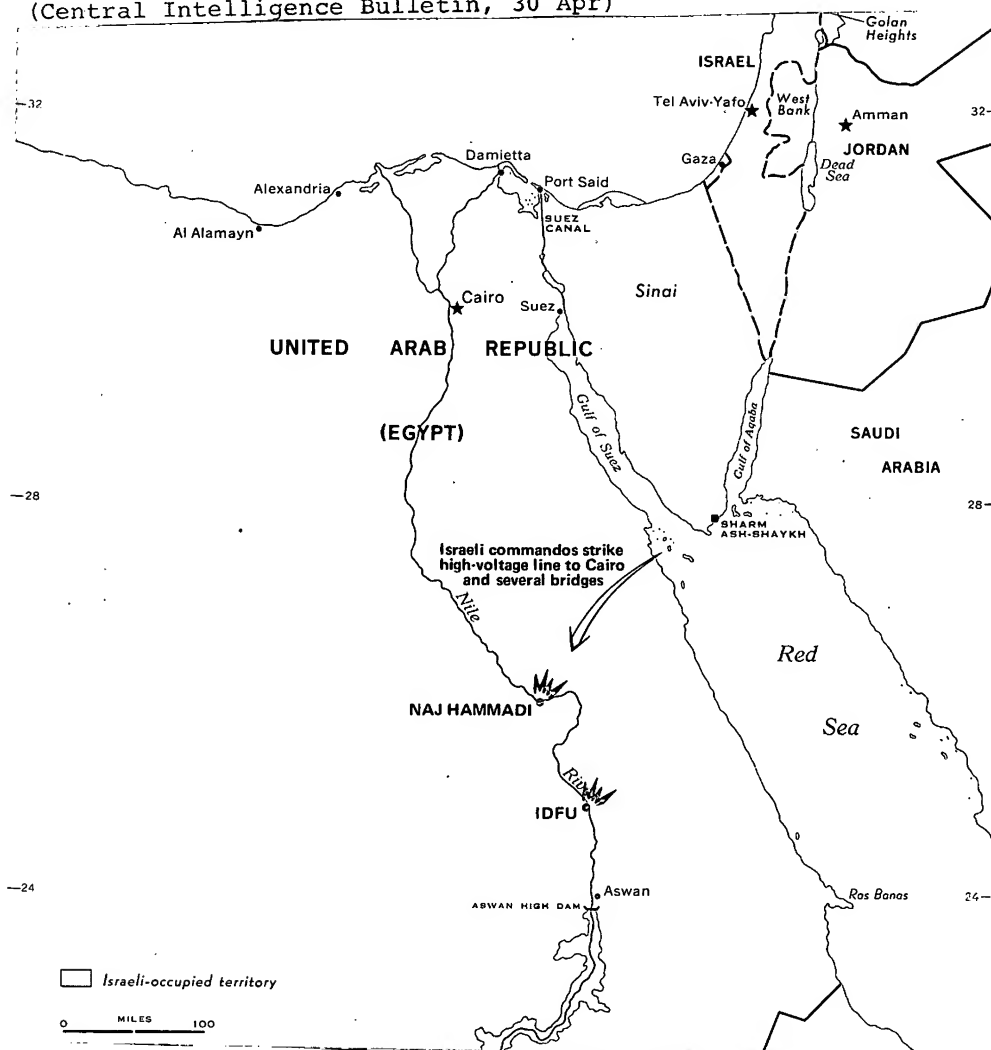 (Central Intelligence Bulletin, 30 Apr)
Golan
Heights
ISRAEL
32
Tel Aviv-Yafo
West
Bank
Amman
32
JORDAN
Damietta
Gaza
Dead
Sea
Alexandria
Port Said
Al Alamayn
SUEZ
CANAL
Cairo
Suez
Sinai
UNITED ARAB REPUBLIC
(EGYPT)
Gulf of Suez
Gulf of Aqaba
SAUDI
ARABIA
28
28
SHARM
ASH-SHAYKH
Israeli commandos strike
high-voltage line to Cairo
and several bridges
Nile
Red
Sea
NAJ HAMMADI
River
IDFU
24
Aswan
Ras Banas
24
ASWAN HIGH DAM
Israeli-occupied territory
MILES
0 100